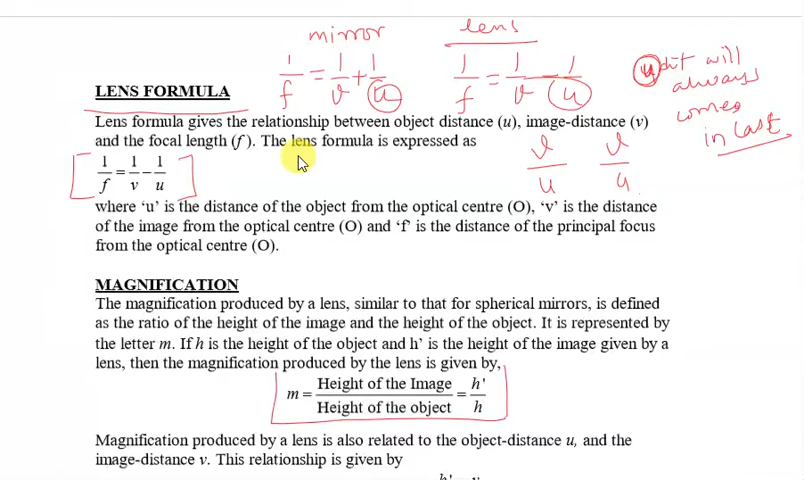 mirror
lens
1/f = 1/v + 1/u
1/f = 1/v - 1/u
u it will
always
comes
in last
LENS FORMULA
Lens formula gives the relationship between object distance (u), image-distance (v)
and the focal length (f ). The lens formula is expressed as
v/u v/u
1/f = 1/v − 1/u
where ‘u’ is the distance of the object from the optical centre (O), ‘v’ is the distance
of the image from the optical centre (O) and ‘f’ is the distance of the principal focus
from the optical centre (O).
MAGNIFICATION
The magnification produced by a lens, similar to that for spherical mirrors, is defined
as the ratio of the height of the image and the height of the object. It is represented by
the letter m. If h is the height of the object and h’ is the height of the image given by a
lens, then the magnification produced by the lens is given by,
m = Height of the Image / Height of the object = h' / h
Magnification produced by a lens is also related to the object-distance u, and the
image-distance v. This relationship is given by